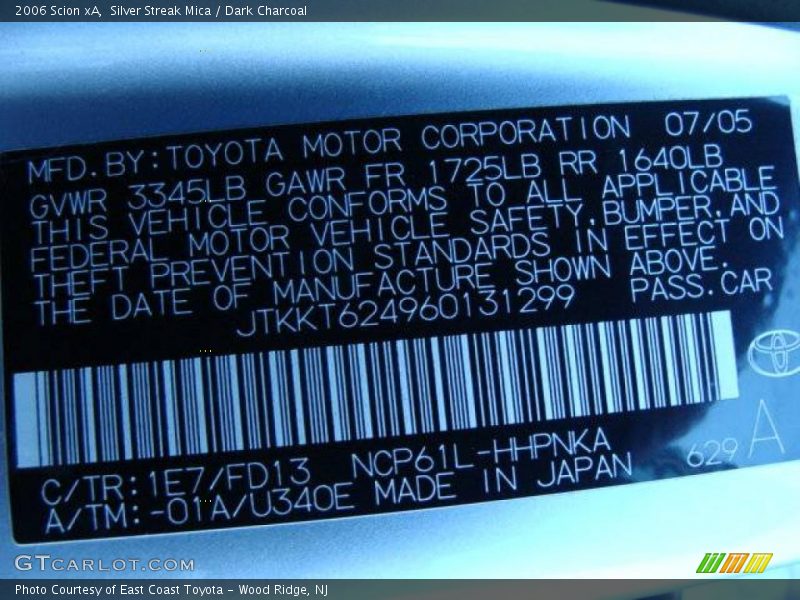 2006 Scion xA,  Silver Streak Mica / Dark Charcoal
MFD.BY:TOYOTA MOTOR CORPORATION 07/05
GVWR 3345LB GAWR FR 1725LB RR 1640LB
THIS VEHICLE CONFORMS TO ALL APPLICABLE
FEDERAL MOTOR VEHICLE SAFETY,BUMPER,AND
THEFT PREVENTION STANDARDS IN EFFECT ON
THE DATE OF MANUFACTURE SHOWN ABOVE.
JTKKT624960131299 PASS.CAR
C/TR:1E7/FD13 NCP61L-HHPNKA 629 A
A/TM:-01A/U340E MADE IN JAPAN
GTCARLOT.COM
Photo Courtesy of East Coast Toyota - Wood Ridge, NJ